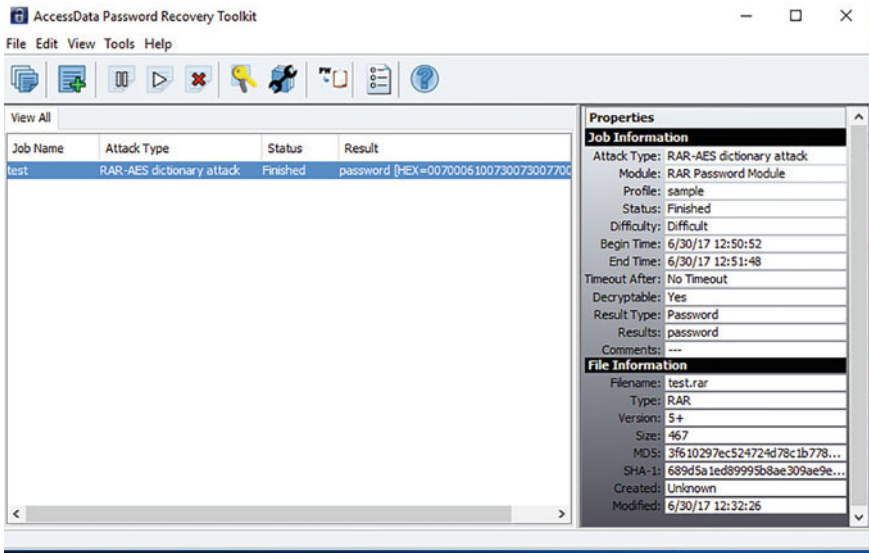 AccessData Password Recovery Toolkit
File Edit View Tools Help
View All
Job Name Attack Type Status Result
test RAR-AES dictionary attack Finished password [HEX=0070006100730073007700
Properties
Job Information
Attack Type: RAR-AES dictionary attack
Module: RAR Password Module
Profile: sample
Status: Finished
Difficulty: Difficult
Begin Time: 6/30/17 12:50:52
End Time: 6/30/17 12:51:48
Timeout After: No Timeout
Decryptable: Yes
Result Type: Password
Results: password
Comments: ---
File Information
Filename: test.rar
Type: RAR
Version: 5+
Size: 467
MD5: 3f610297ec524724d78c1b778...
SHA-1: 689d5a1ed89995b8ae309ae9e...
Created: Unknown
Modified: 6/30/17 12:32:26